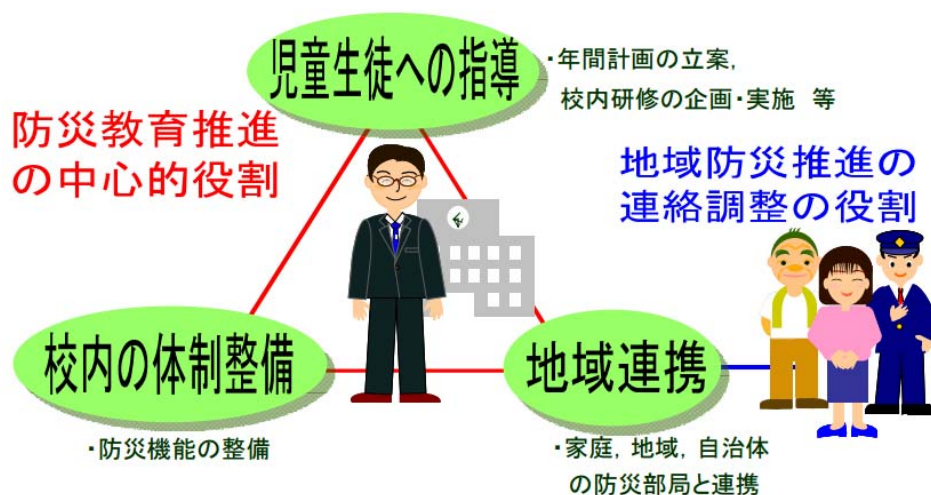 児童生徒への指導
・年間計画の立案，
校内研修の企画・実施　等
防災教育推進
の中心的役割
地域防災推進の
連絡調整の役割
校内の体制整備
・防災機能の整備
地域連携
・家庭，地域，自治体
の防災部局と連携